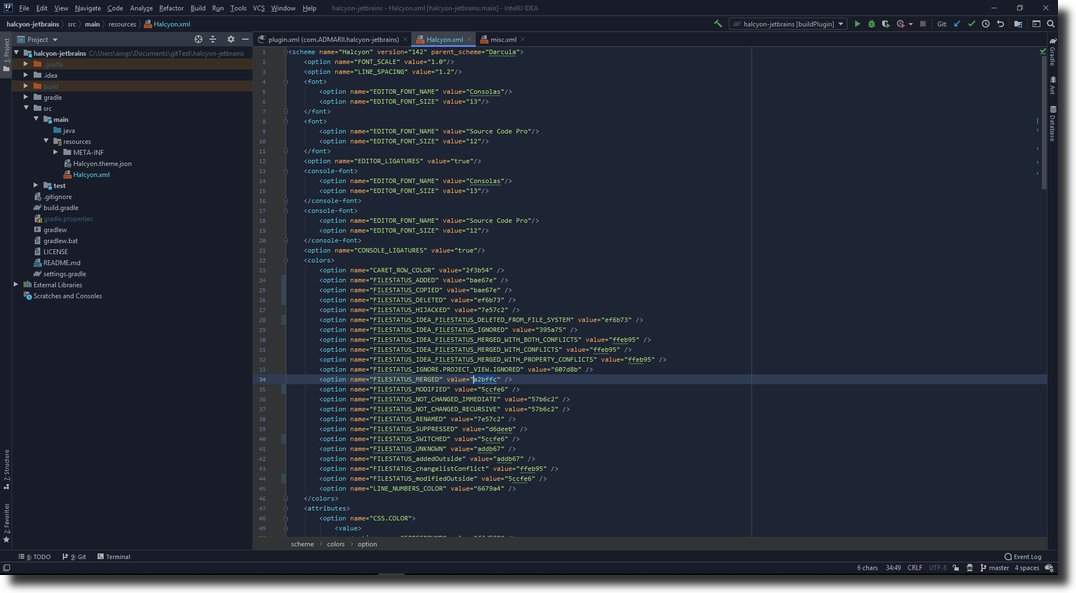 File Edit View Navigate Code Analyze Refactor Build Run Tools VCS Window Help halcyon-jetbrains - Halcyon.xml [halcyon-jetbrains.main] - IntelliJ IDEA
halcyon-jetbrains src main resources Halcyon.xml halcyon-jetbrains [buildPlugin] Git:
Project plugin.xml (com.ADMARII.halcyon-jetbrains) Halcyon.xml misc.xml
1: Project
halcyon-jetbrains C:\Users\aings\Documents\gitTest\halcyon-jetbrains
.gradle
.idea
build
gradle
src
main
java
resources
META-INF
Halcyon.theme.json
Halcyon.xml
test
.gitignore
build.gradle
gradle.properties
gradlew
gradlew.bat
LICENSE
README.md
settings.gradle
External Libraries
Scratches and Consoles
7: Structure
2: Favorites
1 <scheme name="Halcyon" version="142" parent_scheme="Darcula">
2 <option name="FONT_SCALE" value="1.0"/>
3 <option name="LINE_SPACING" value="1.2"/>
4 <font>
5 <option name="EDITOR_FONT_NAME" value="Consolas"/>
6 <option name="EDITOR_FONT_SIZE" value="13"/>
7 </font>
8 <font>
9 <option name="EDITOR_FONT_NAME" value="Source Code Pro"/>
10 <option name="EDITOR_FONT_SIZE" value="12"/>
11 </font>
12 <option name="EDITOR_LIGATURES" value="true"/>
13 <console-font>
14 <option name="EDITOR_FONT_NAME" value="Consolas"/>
15 <option name="EDITOR_FONT_SIZE" value="13"/>
16 </console-font>
17 <console-font>
18 <option name="EDITOR_FONT_NAME" value="Source Code Pro"/>
19 <option name="EDITOR_FONT_SIZE" value="12"/>
20 </console-font>
21 <option name="CONSOLE_LIGATURES" value="true"/>
22 <colors>
23 <option name="CARET_ROW_COLOR" value="2f3b54" />
24 <option name="FILESTATUS_ADDED" value="bae67e" />
25 <option name="FILESTATUS_COPIED" value="bae67e" />
26 <option name="FILESTATUS_DELETED" value="ef6b73" />
27 <option name="FILESTATUS_HIJACKED" value="7e57c2" />
28 <option name="FILESTATUS_IDEA_FILESTATUS_DELETED_FROM_FILE_SYSTEM" value="ef6b73" />
29 <option name="FILESTATUS_IDEA_FILESTATUS_IGNORED" value="395a75" />
30 <option name="FILESTATUS_IDEA_FILESTATUS_MERGED_WITH_BOTH_CONFLICTS" value="ffeb95" />
31 <option name="FILESTATUS_IDEA_FILESTATUS_MERGED_WITH_CONFLICTS" value="ffeb95" />
32 <option name="FILESTATUS_IDEA_FILESTATUS_MERGED_WITH_PROPERTY_CONFLICTS" value="ffeb95" />
33 <option name="FILESTATUS_IGNORE.PROJECT_VIEW.IGNORED" value="607d8b" />
34 <option name="FILESTATUS_MERGED" value="a2bffc" />
35 <option name="FILESTATUS_MODIFIED" value="5ccfe6" />
36 <option name="FILESTATUS_NOT_CHANGED_IMMEDIATE" value="57b6c2" />
37 <option name="FILESTATUS_NOT_CHANGED_RECURSIVE" value="57b6c2" />
38 <option name="FILESTATUS_RENAMED" value="7e57c2" />
39 <option name="FILESTATUS_SUPPRESSED" value="d6deeb" />
40 <option name="FILESTATUS_SWITCHED" value="5ccfe6" />
41 <option name="FILESTATUS_UNKNOWN" value="addb67" />
42 <option name="FILESTATUS_addedOutside" value="addb67" />
43 <option name="FILESTATUS_changelistConflict" value="ffeb95" />
44 <option name="FILESTATUS_modifiedOutside" value="5ccfe6" />
45 <option name="LINE_NUMBERS_COLOR" value="6679a4" />
46 </colors>
47 <attributes>
48 <option name="CSS.COLOR">
49 <value>
scheme colors option
Gradle
Ant
Database
6: TODO 9: Git Terminal Event Log
6 chars 34:49 CRLF UTF-8 master 4 spaces